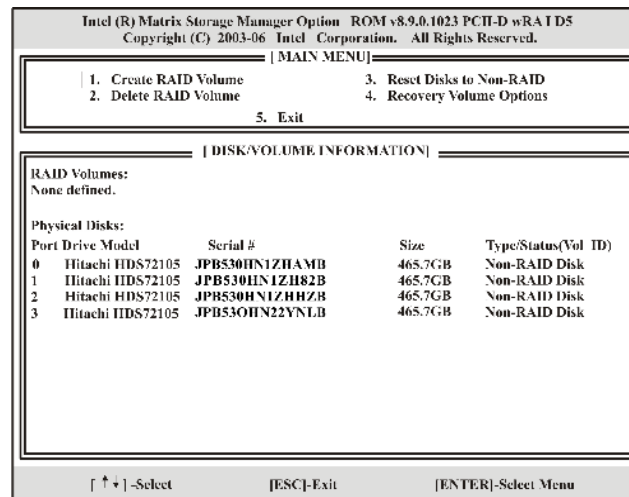 Intel (R) Matrix Storage Manager Option ROM v8.9.0.1023 PCII-D wRAID5
Copyright (C) 2003-06 Intel Corporation. All Rights Reserved.
[ MAIN MENU]
1. Create RAID Volume 3. Reset Disks to Non-RAID
2. Delete RAID Volume 4. Recovery Volume Options
5. Exit
[ DISK/VOLUME INFORMATION]
RAID Volumes:
None defined.
Physical Disks:
Port Drive Model Serial # Size Type/Status(Vol ID)
0 Hitachi HDS72105 JPB530HN1ZHAMB 465.7GB Non-RAID Disk
1 Hitachi HDS72105 JPB530HN1ZH82B 465.7GB Non-RAID Disk
2 Hitachi HDS72105 JPB530HN1ZHHZB 465.7GB Non-RAID Disk
3 Hitachi HDS72105 JPB53OHN22YNLB 465.7GB Non-RAID Disk
[ ↑↓ ] -Select [ESC]-Exit [ENTER]-Select Menu